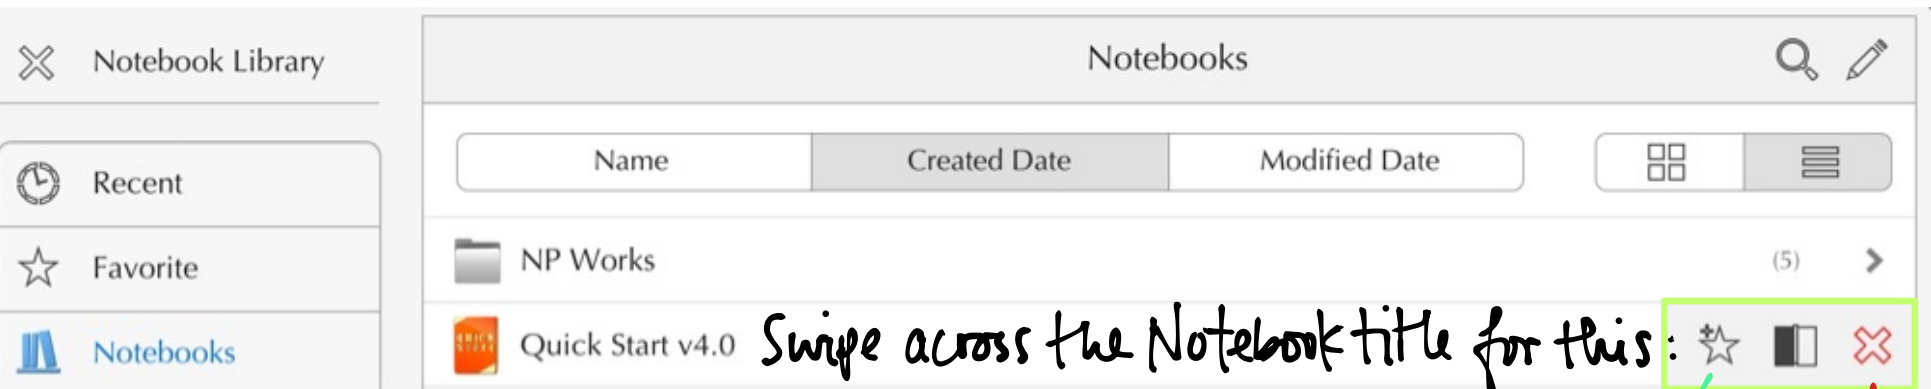 Notebook Library
Notebooks
Name Created Date Modified Date
Recent
NP Works (5)
Favorite
Quick Start v4.0 Swipe across the Notebook title for this:
Notebooks